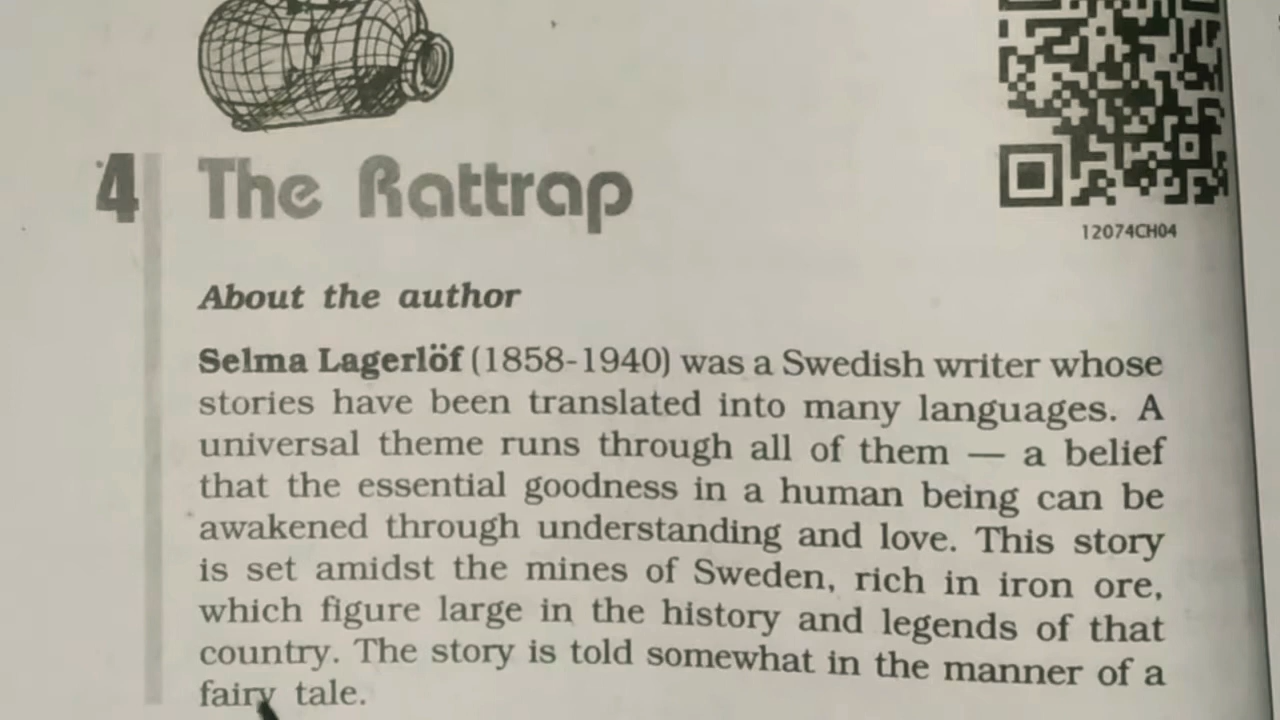 4 The Rattrap
12074CH04
About the author
Selma Lagerlöf (1858-1940) was a Swedish writer whose
stories have been translated into many languages. A
universal theme runs through all of them — a belief
that the essential goodness in a human being can be
awakened through understanding and love. This story
is set amidst the mines of Sweden, rich in iron ore,
which figure large in the history and legends of that
country. The story is told somewhat in the manner of a
fairy tale.